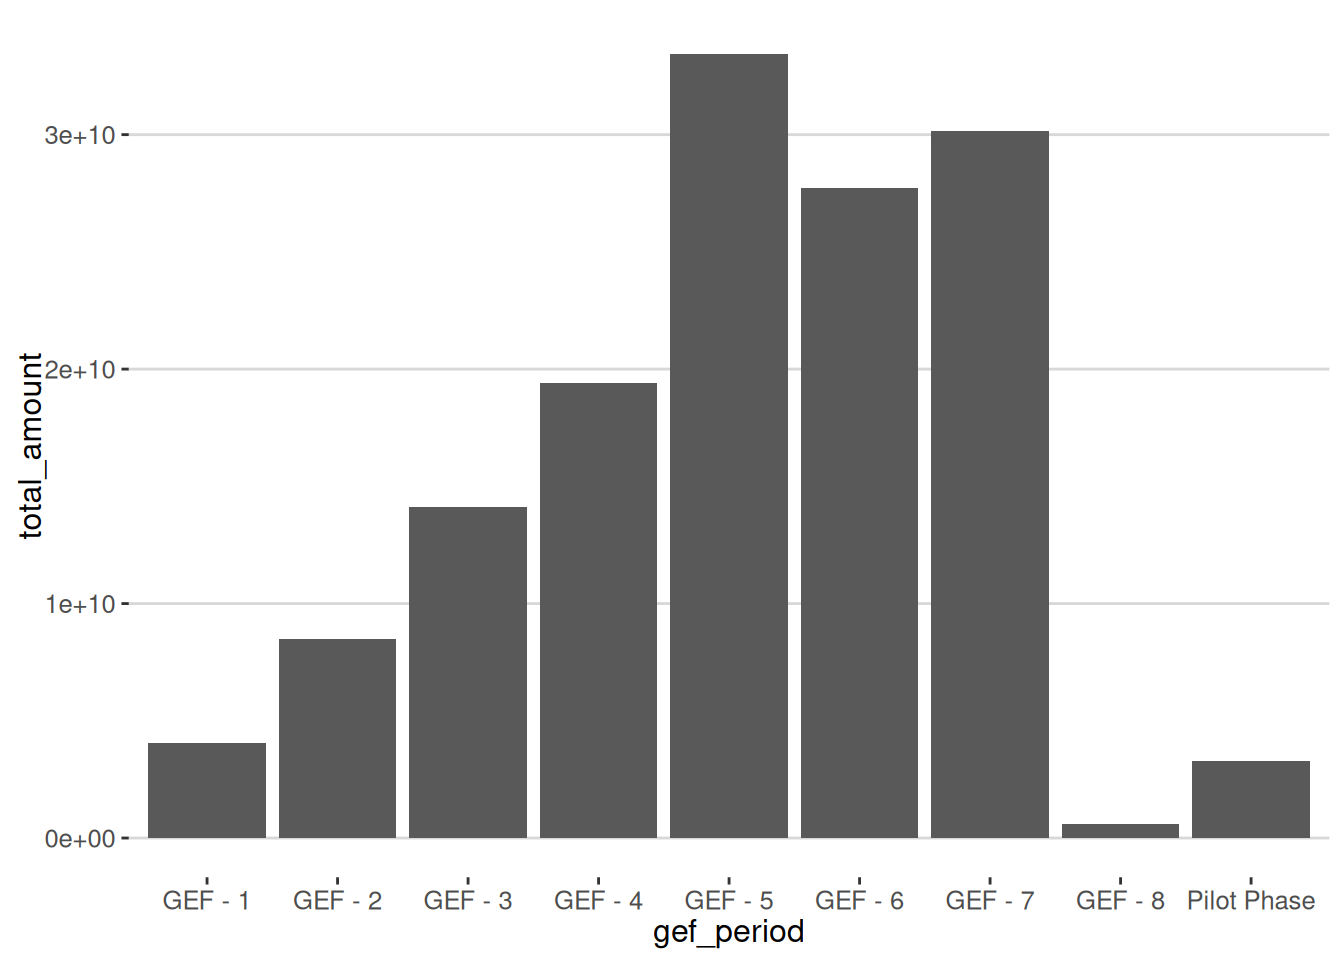 3e+10
2e+10
1e+10
0e+00
total_amount
GEF - 1 GEF - 2 GEF - 3 GEF - 4 GEF - 5 GEF - 6 GEF - 7 GEF - 8 Pilot Phase
gef_period